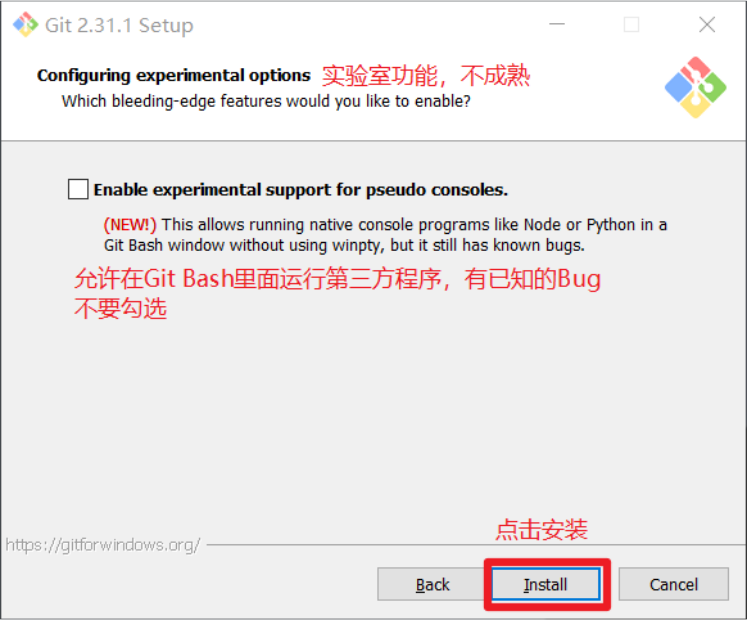 Git 2.31.1 Setup
Configuring experimental options 实验室功能，不成熟
Which bleeding-edge features would you like to enable?
Enable experimental support for pseudo consoles.
(NEW!) This allows running native console programs like Node or Python in a
Git Bash window without using winpty, but it still has known bugs.
允许在Git Bash里面运行第三方程序，有已知的Bug
不要勾选
点击安装
https://gitforwindows.org/
Back Install Cancel